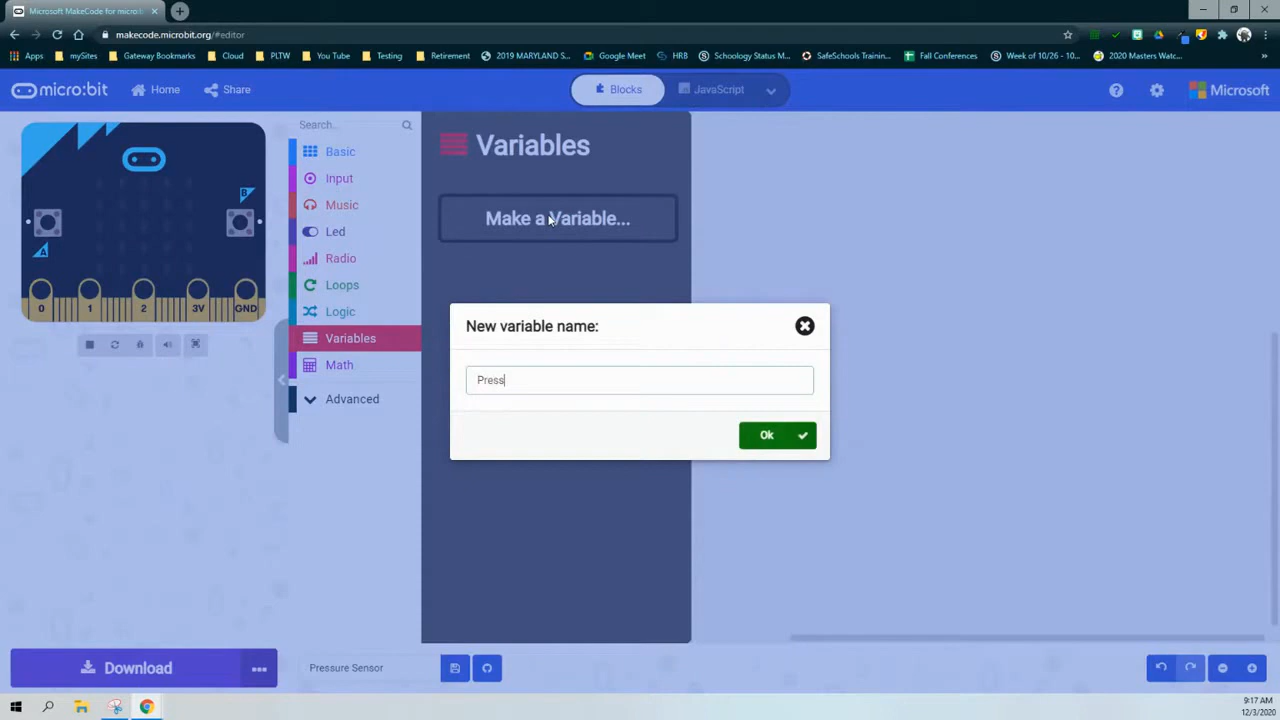 Microsoft MakeCode for micro:bit
makecode.microbit.org/#editor
Apps mySites Gateway Bookmarks Cloud PLTW You Tube Testing Retirement 2019 MARYLAND S... Google Meet HRB Schoology Status M... SafeSchools Trainin... Fall Conferences Week of 10/26 - 10... 2020 Masters Watc... »
micro:bit Home Share Blocks JavaScript Microsoft
Search...
Basic
Input
Music
Led
Radio
Loops
Logic
Variables
Math
Advanced
A
B
0 1 2 3V GND
Variables
Make a Variable...
New variable name:
Press
Ok
Download ...
Pressure Sensor
9:17 AM
12/3/2020